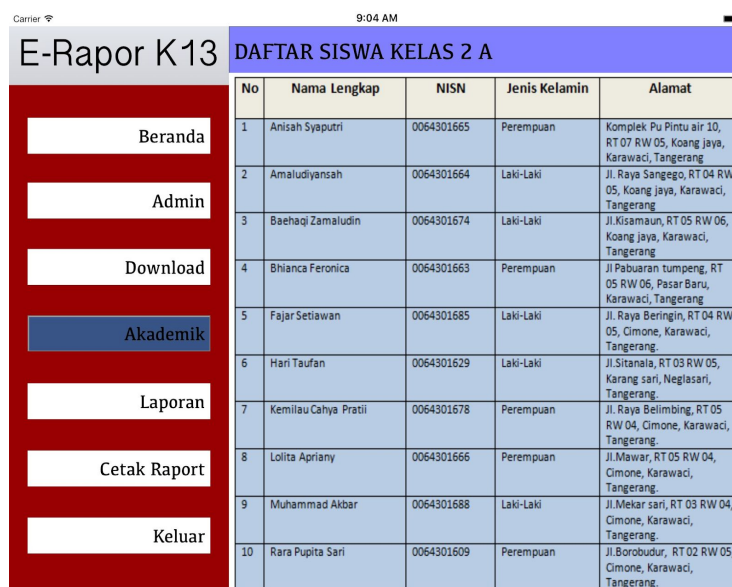 Carrier
9:04 AM
E-Rapor K13
DAFTAR SISWA KELAS 2 A
Beranda
Admin
Download
Akademik
Laporan
Cetak Raport
Keluar
No Nama Lengkap NISN Jenis Kelamin Alamat
1 Anisah Syaputri 0064301665 Perempuan Komplek Pu Pintu air 10,
RT 07 RW 05, Koang jaya,
Karawaci, Tangerang
2 Amaludiyansah 0064301664 Laki-Laki Jl. Raya Sangego, RT 04 RW
05, Koang jaya, Karawaci,
Tangerang
3 Baehaqi Zamaludin 0064301674 Laki-Laki Jl.Kisamaun, RT 05 RW 06,
Koang jaya, Karawaci,
Tangerang
4 Bhianca Feronica 0064301663 Perempuan Jl Pabuaran tumpeng, RT
05 RW 06, Pasar Baru,
Karawaci, Tangerang
5 Fajar Setiawan 0064301685 Laki-Laki Jl. Raya Beringin, RT 04 RW
05, Cimone, Karawaci,
Tangerang.
6 Hari Taufan 0064301629 Laki-Laki Jl.Sitanala, RT 03 RW 05,
Karang sari, Neglasari,
Tangerang.
7 Kemilau Cahya Pratii 0064301678 Perempuan Jl. Raya Belimbing, RT 05
RW 04, Cimone, Karawaci,
Tangerang.
8 Lolita Apriany 0064301666 Perempuan Jl.Mawar, RT 05 RW 04,
Cimone, Karawaci,
Tangerang.
9 Muhammad Akbar 0064301688 Laki-Laki Jl.Mekar sari, RT 03 RW 04,
Cimone, Karawaci,
Tangerang.
10 Rara Pupita Sari 0064301609 Perempuan Jl.Borobudur, RT 02 RW 05
Cimone, Karawaci,
Tangerang.